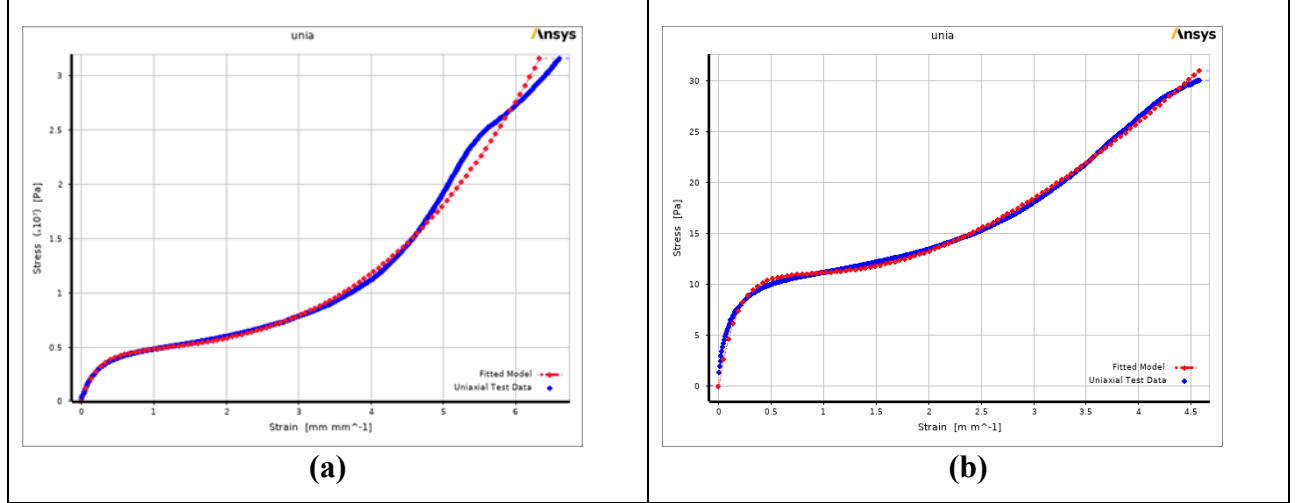 unia
Ansys
Stress (ₓ10⁷) [Pa]
3
2.5
2
1.5
1
0.5
0
0 1 2 3 4 5 6
Strain [mm mm^-1]
Fitted Model
Uniaxial Test Data
(a)
unia
Ansys
Stress [Pa]
30
25
20
15
10
5
0
0 0.5 1 1.5 2 2.5 3 3.5 4 4.5
Strain [m m^-1]
Fitted Model
Uniaxial Test Data
(b)